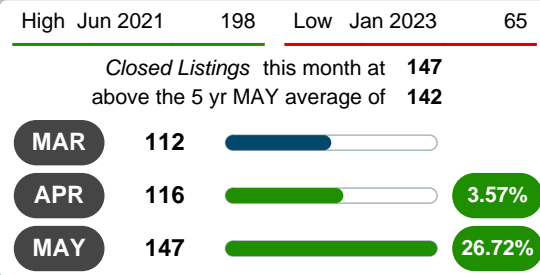 High Jun 2021 198 Low Jan 2023 65
Closed Listings this month at 147
above the 5 yr MAY average of 142
MAR 112
APR 116 3.57%
MAY 147 26.72%